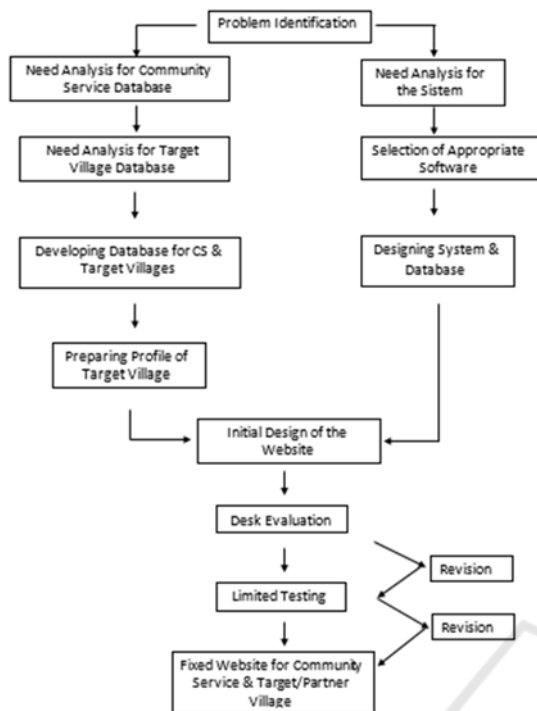 Problem Identification
Need Analysis for Community
Service Database
Need Analysis for
the Sistem
Need Analysis for Target
Village Database
Selection of Appropriate
Software
Developing Database for CS &
Target Villages
Designing System &
Database
Preparing Profile of
Target Village
Initial Design of the
Website
Desk Evaluation
Revision
Limited Testing
Revision
Fixed Website for Community
Service & Target/Partner
Village